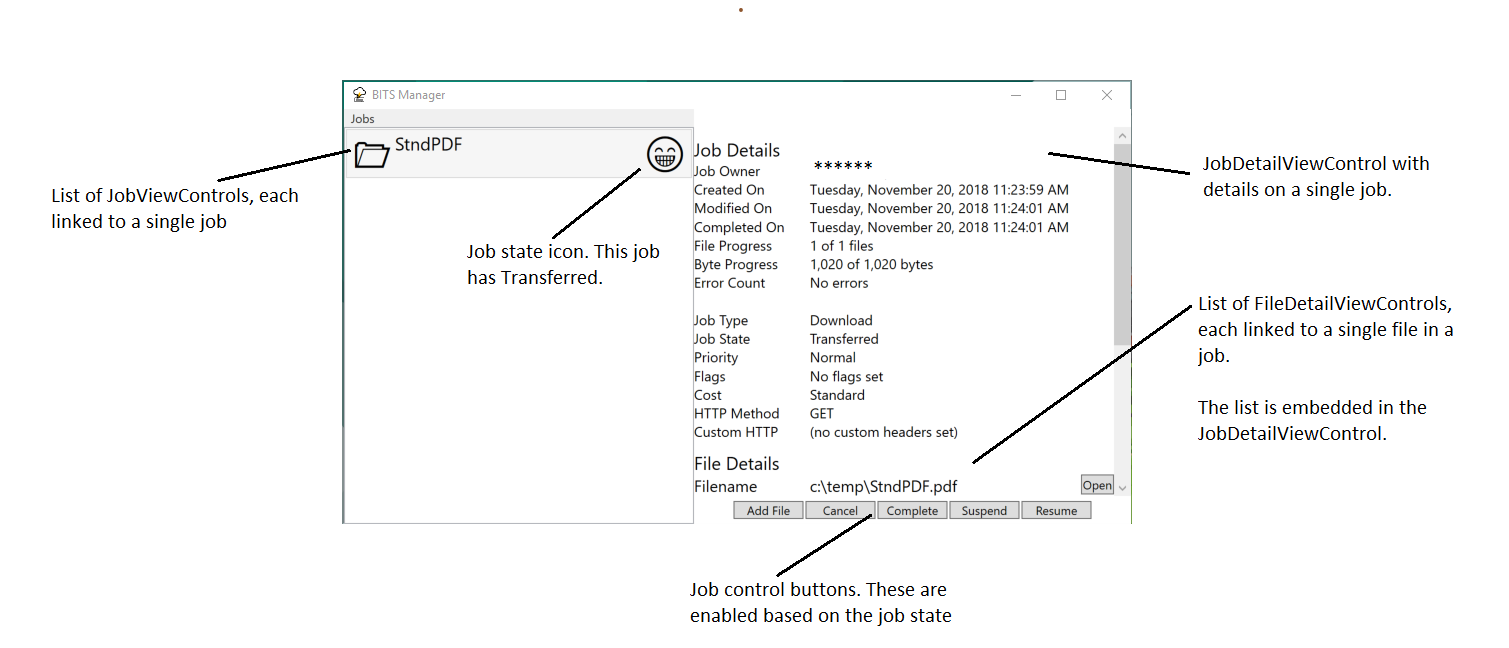 BITS Manager
Jobs
StndPDF
Job Details
Job Owner ******
Created On Tuesday, November 20, 2018 11:23:59 AM
Modified On Tuesday, November 20, 2018 11:24:01 AM
Completed On Tuesday, November 20, 2018 11:24:01 AM
File Progress 1 of 1 files
Byte Progress 1,020 of 1,020 bytes
Error Count No errors
Job Type Download
Job State Transferred
Priority Normal
Flags No flags set
Cost Standard
HTTP Method GET
Custom HTTP (no custom headers set)
File Details
Filename c:\temp\StndPDF.pdf Open
Add File Cancel Complete Suspend Resume
List of JobViewControls, each
linked to a single job
Job state icon. This job
has Transferred.
JobDetailViewControl with
details on a single job.
List of FileDetailViewControls,
each linked to a single file in a
job.
The list is embedded in the
JobDetailViewControl.
Job control buttons. These are
enabled based on the job state